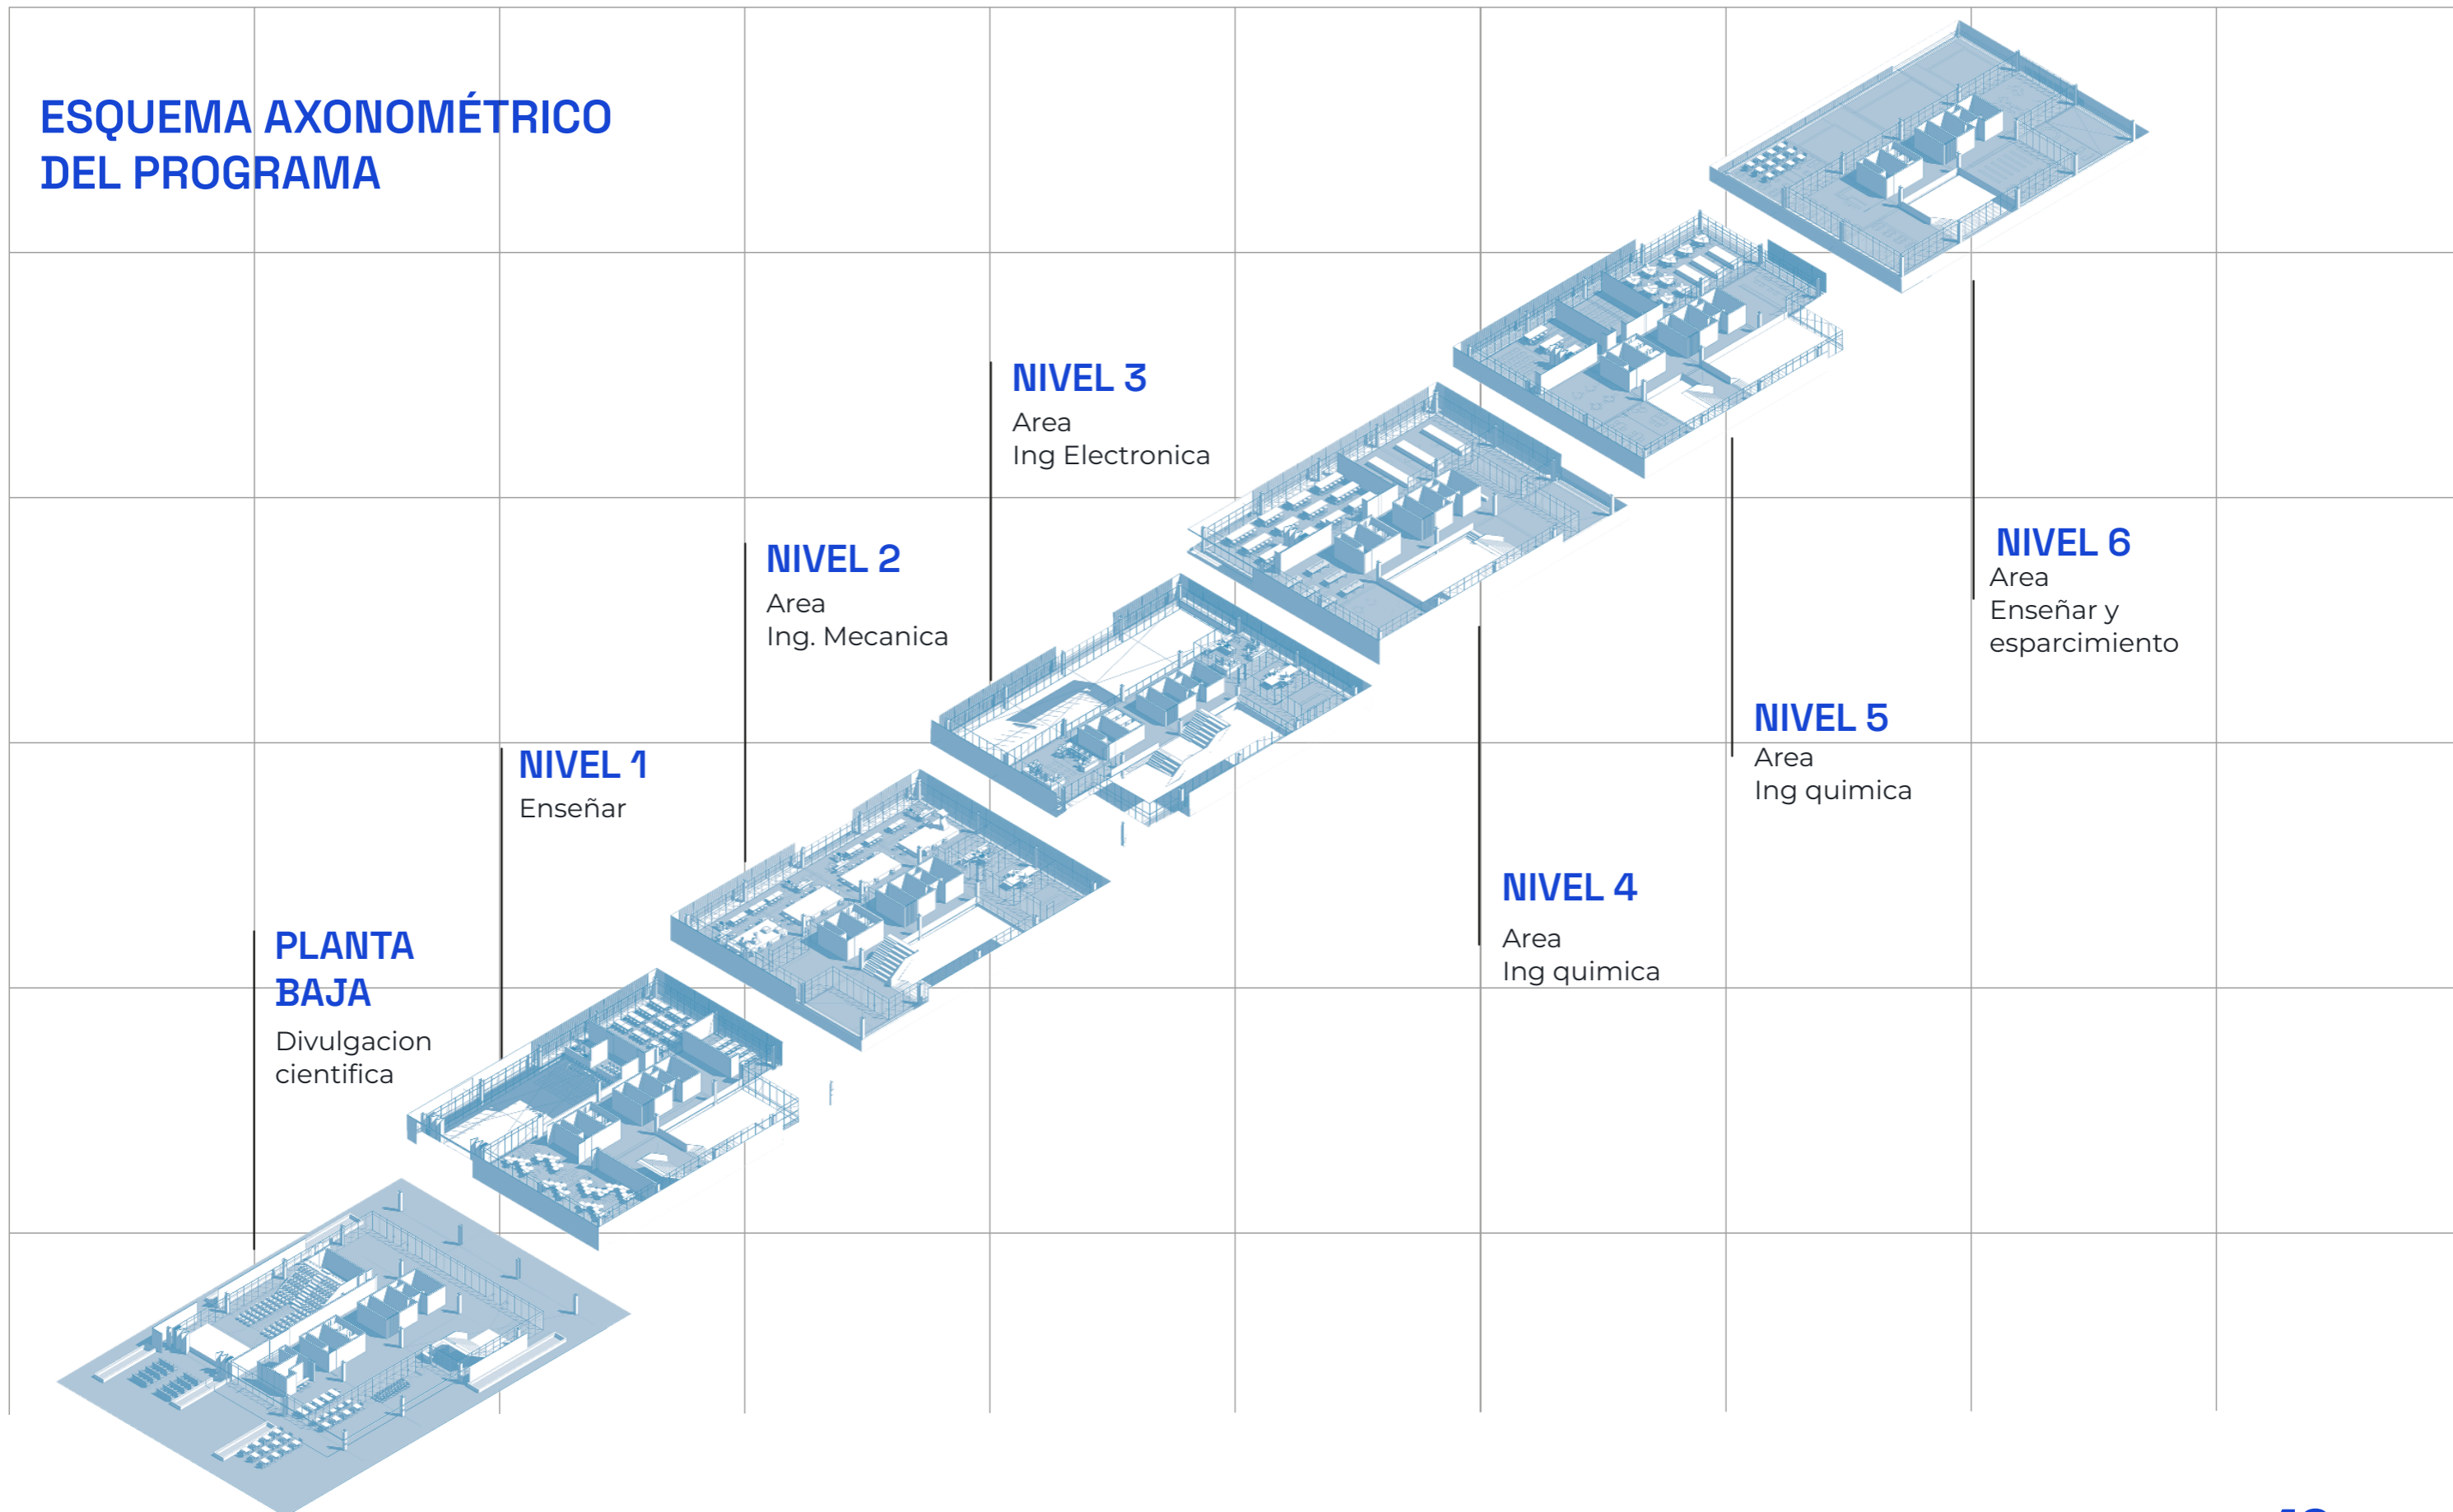 ESQUEMA AXONOMÉTRICO
DEL PROGRAMA
PLANTA
BAJA
Divulgacion
cientifica
NIVEL 1
Enseñar
NIVEL 2
Area
Ing. Mecanica
NIVEL 3
Area
Ing Electronica
NIVEL 4
Area
Ing quimica
NIVEL 5
Area
Ing quimica
NIVEL 6
Area
Enseñar y
esparcimiento